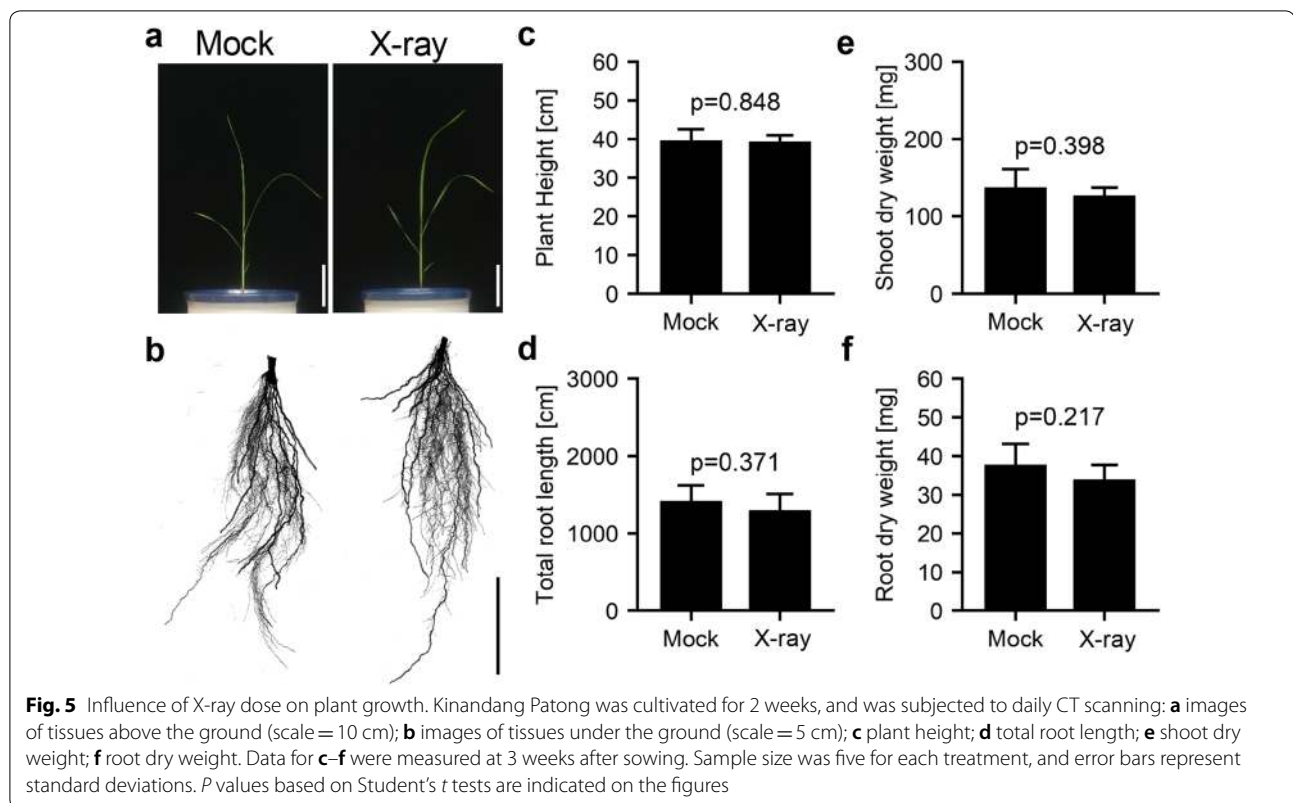 a
Mock
X-ray
b
c
Plant Height [cm]
60
50
40
30
20
10
0
p=0.848
Mock
X-ray
d
Total root length [cm]
3000
2000
1000
0
p=0.371
Mock
X-ray
e
Shoot dry weight [mg]
300
200
100
0
p=0.398
Mock
X-ray
f
Root dry weight [mg]
60
50
40
30
20
10
0
p=0.217
Mock
X-ray
Fig. 5 Influence of X-ray dose on plant growth. Kinandang Patong was cultivated for 2 weeks, and was subjected to daily CT scanning: a images
of tissues above the ground (scale = 10 cm); b images of tissues under the ground (scale = 5 cm); c plant height; d total root length; e shoot dry
weight; f root dry weight. Data for c–f were measured at 3 weeks after sowing. Sample size was five for each treatment, and error bars represent
standard deviations. P values based on Student's t tests are indicated on the figures